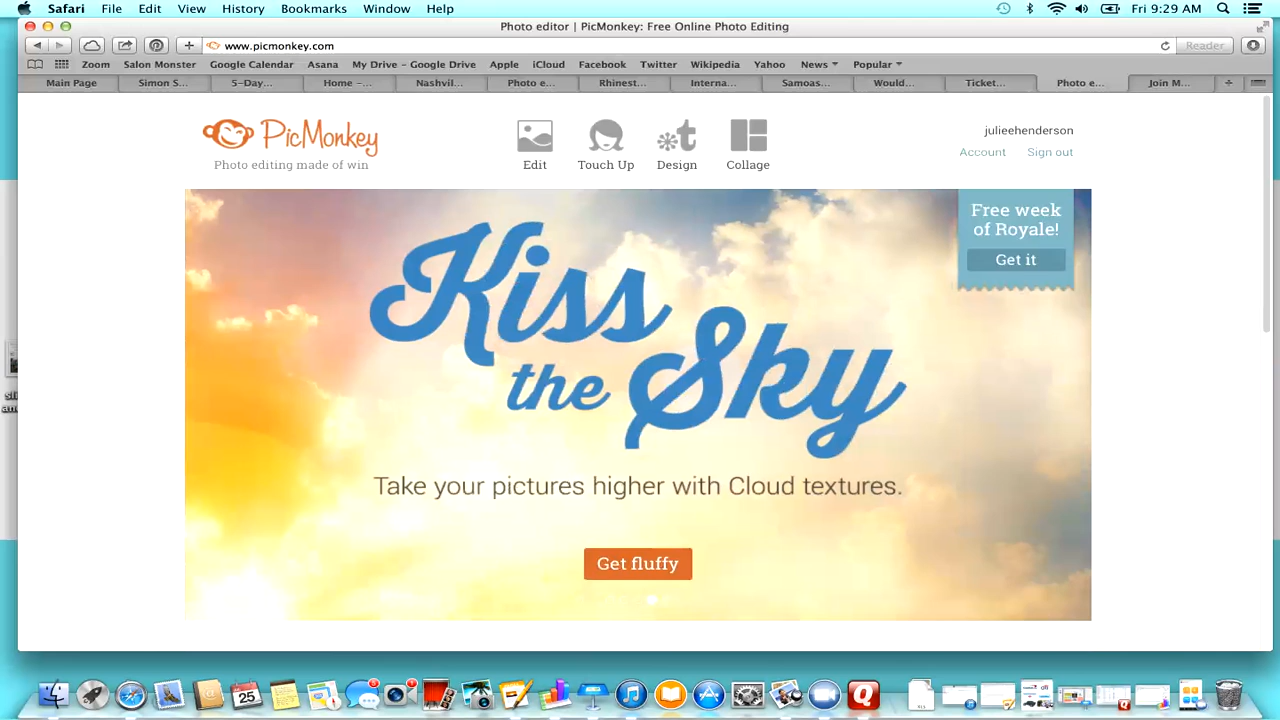 Safari File Edit View History Bookmarks Window Help Fri 9:29 AM
Photo editor | PicMonkey: Free Online Photo Editing
www.picmonkey.com Reader
Zoom Salon Monster Google Calendar Asana My Drive – Google Drive Apple iCloud Facebook Twitter Wikipedia Yahoo News Popular
Main Page Simon S... 5-Day... Home –... Nashvil... Photo e... Rhinest... Interna... Samoas... Would... Ticket... Photo e... Join M...
PicMonkey
Photo editing made of win
Edit Touch Up Design Collage
julieehenderson
Account Sign out
Free week
of Royale!
Get it
Kiss
the Sky
Take your pictures higher with Cloud textures.
Get fluffy
25